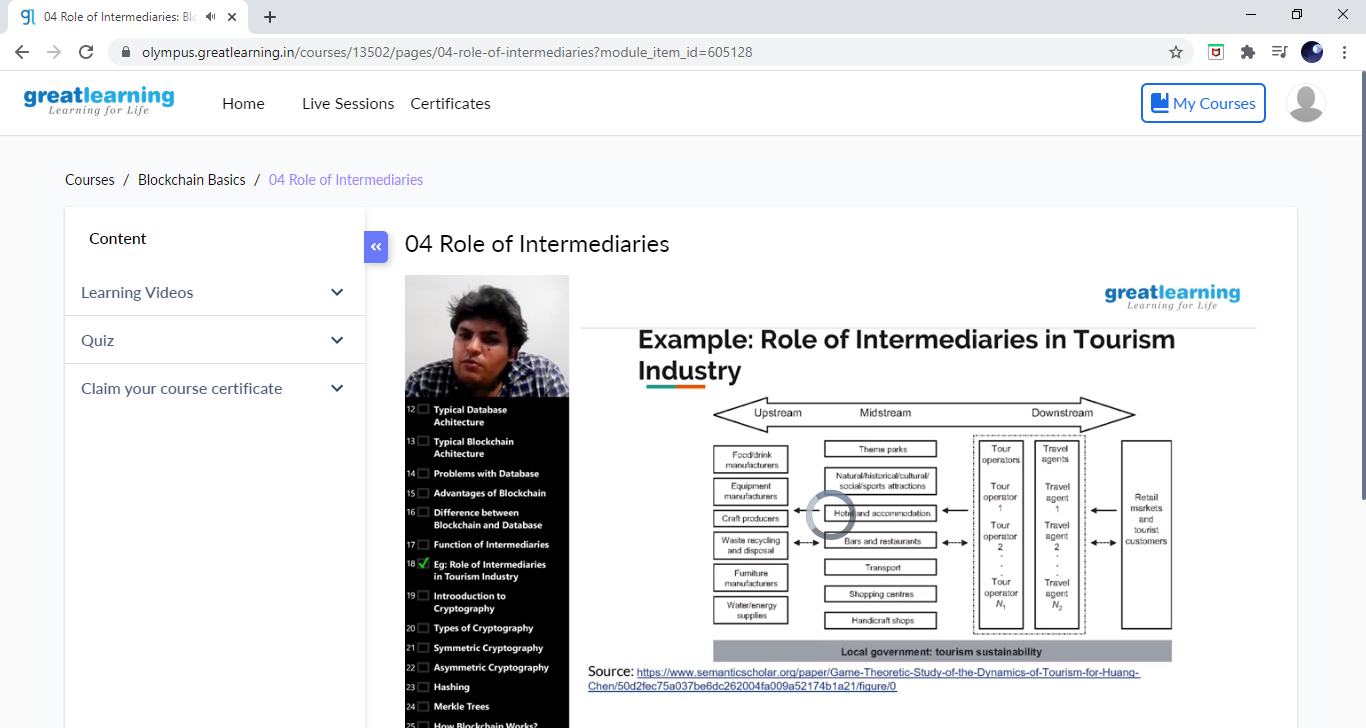 04 Role of Intermediaries: Blo
olympus.greatlearning.in/courses/13502/pages/04-role-of-intermediaries?module_item_id=605128
greatlearning
Learning for Life
Home
Live Sessions
Certificates
My Courses
Courses / Blockchain Basics / 04 Role of Intermediaries
Content
Learning Videos
Quiz
Claim your course certificate
04 Role of Intermediaries
12 Typical Database
Achitecture
13 Typical Blockchain
Achitecture
14 Problems with Database
15 Advantages of Blockchain
16 Difference between
Blockchain and Database
17 Function of Intermediaries
18 Eg: Role of Intermediaries
in Tourism Industry
19 Introoduction to
Cryptography
20 Types of Cryptography
21 Symmetric Cryptography
22 Asymmetric Cryptography
23 Hashing
24 Merkle Trees
25 How Blockchain Works?
greatlearning
Learning for Life
Example: Role of Intermediaries in Tourism
Industry
Upstream
Midstream
Downstream
Food/drink
manufacturers
Equipment
manufacturers
Craft producers
Waste recycling
and disposal
Furniture
manufacturers
Water/energy
supplies
Theme parks
Natural/historical/cultural/
social/sports attractions
Hotel and accommodation
Bars and restaurants
Transport
Shopping centres
Handicraft shops
Tour
operators
Tour
operator
1
Tour
operator
2
.
.
.
Tour
operator
N1
Travel
agents
Travel
agent
1
Travel
agent
2
.
.
.
Travel
agent
N2
Retail
markets
and
tourist
customers
Local government: tourism sustainability
Source: https://www.semanticscholar.org/paper/Game-Theoretic-Study-of-the-Dynamics-of-Tourism-for-Huang-
Chen/50d2fec75a037be6dc262004fa009a52174b1a21/figure/0